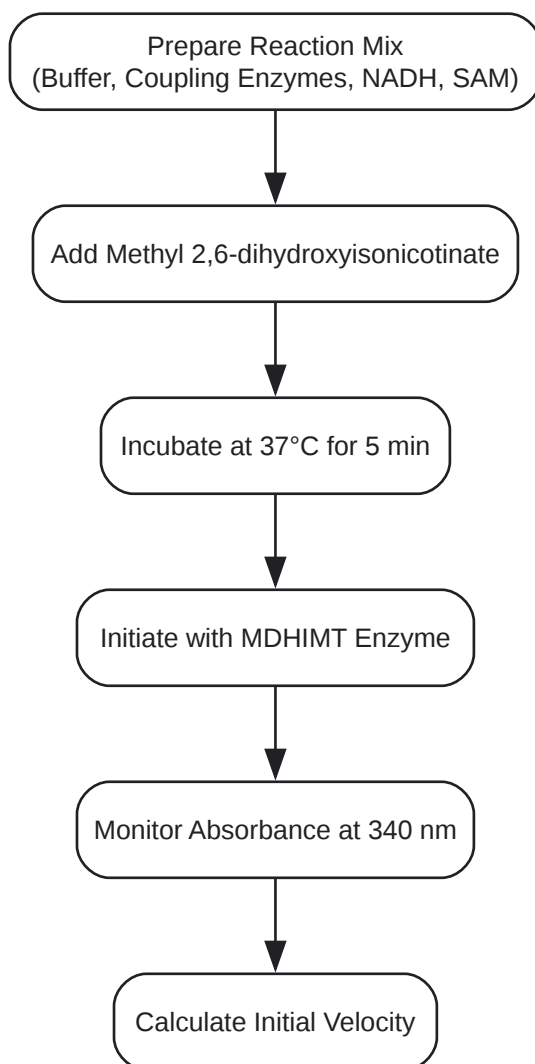 Prepare Reaction Mix
(Buffer, Coupling Enzymes, NADH, SAM)
Add Methyl 2,6-dihydroxyisonicotinate
Incubate at 37°C for 5 min
Initiate with MDHIMT Enzyme
Monitor Absorbance at 340 nm
Calculate Initial Velocity